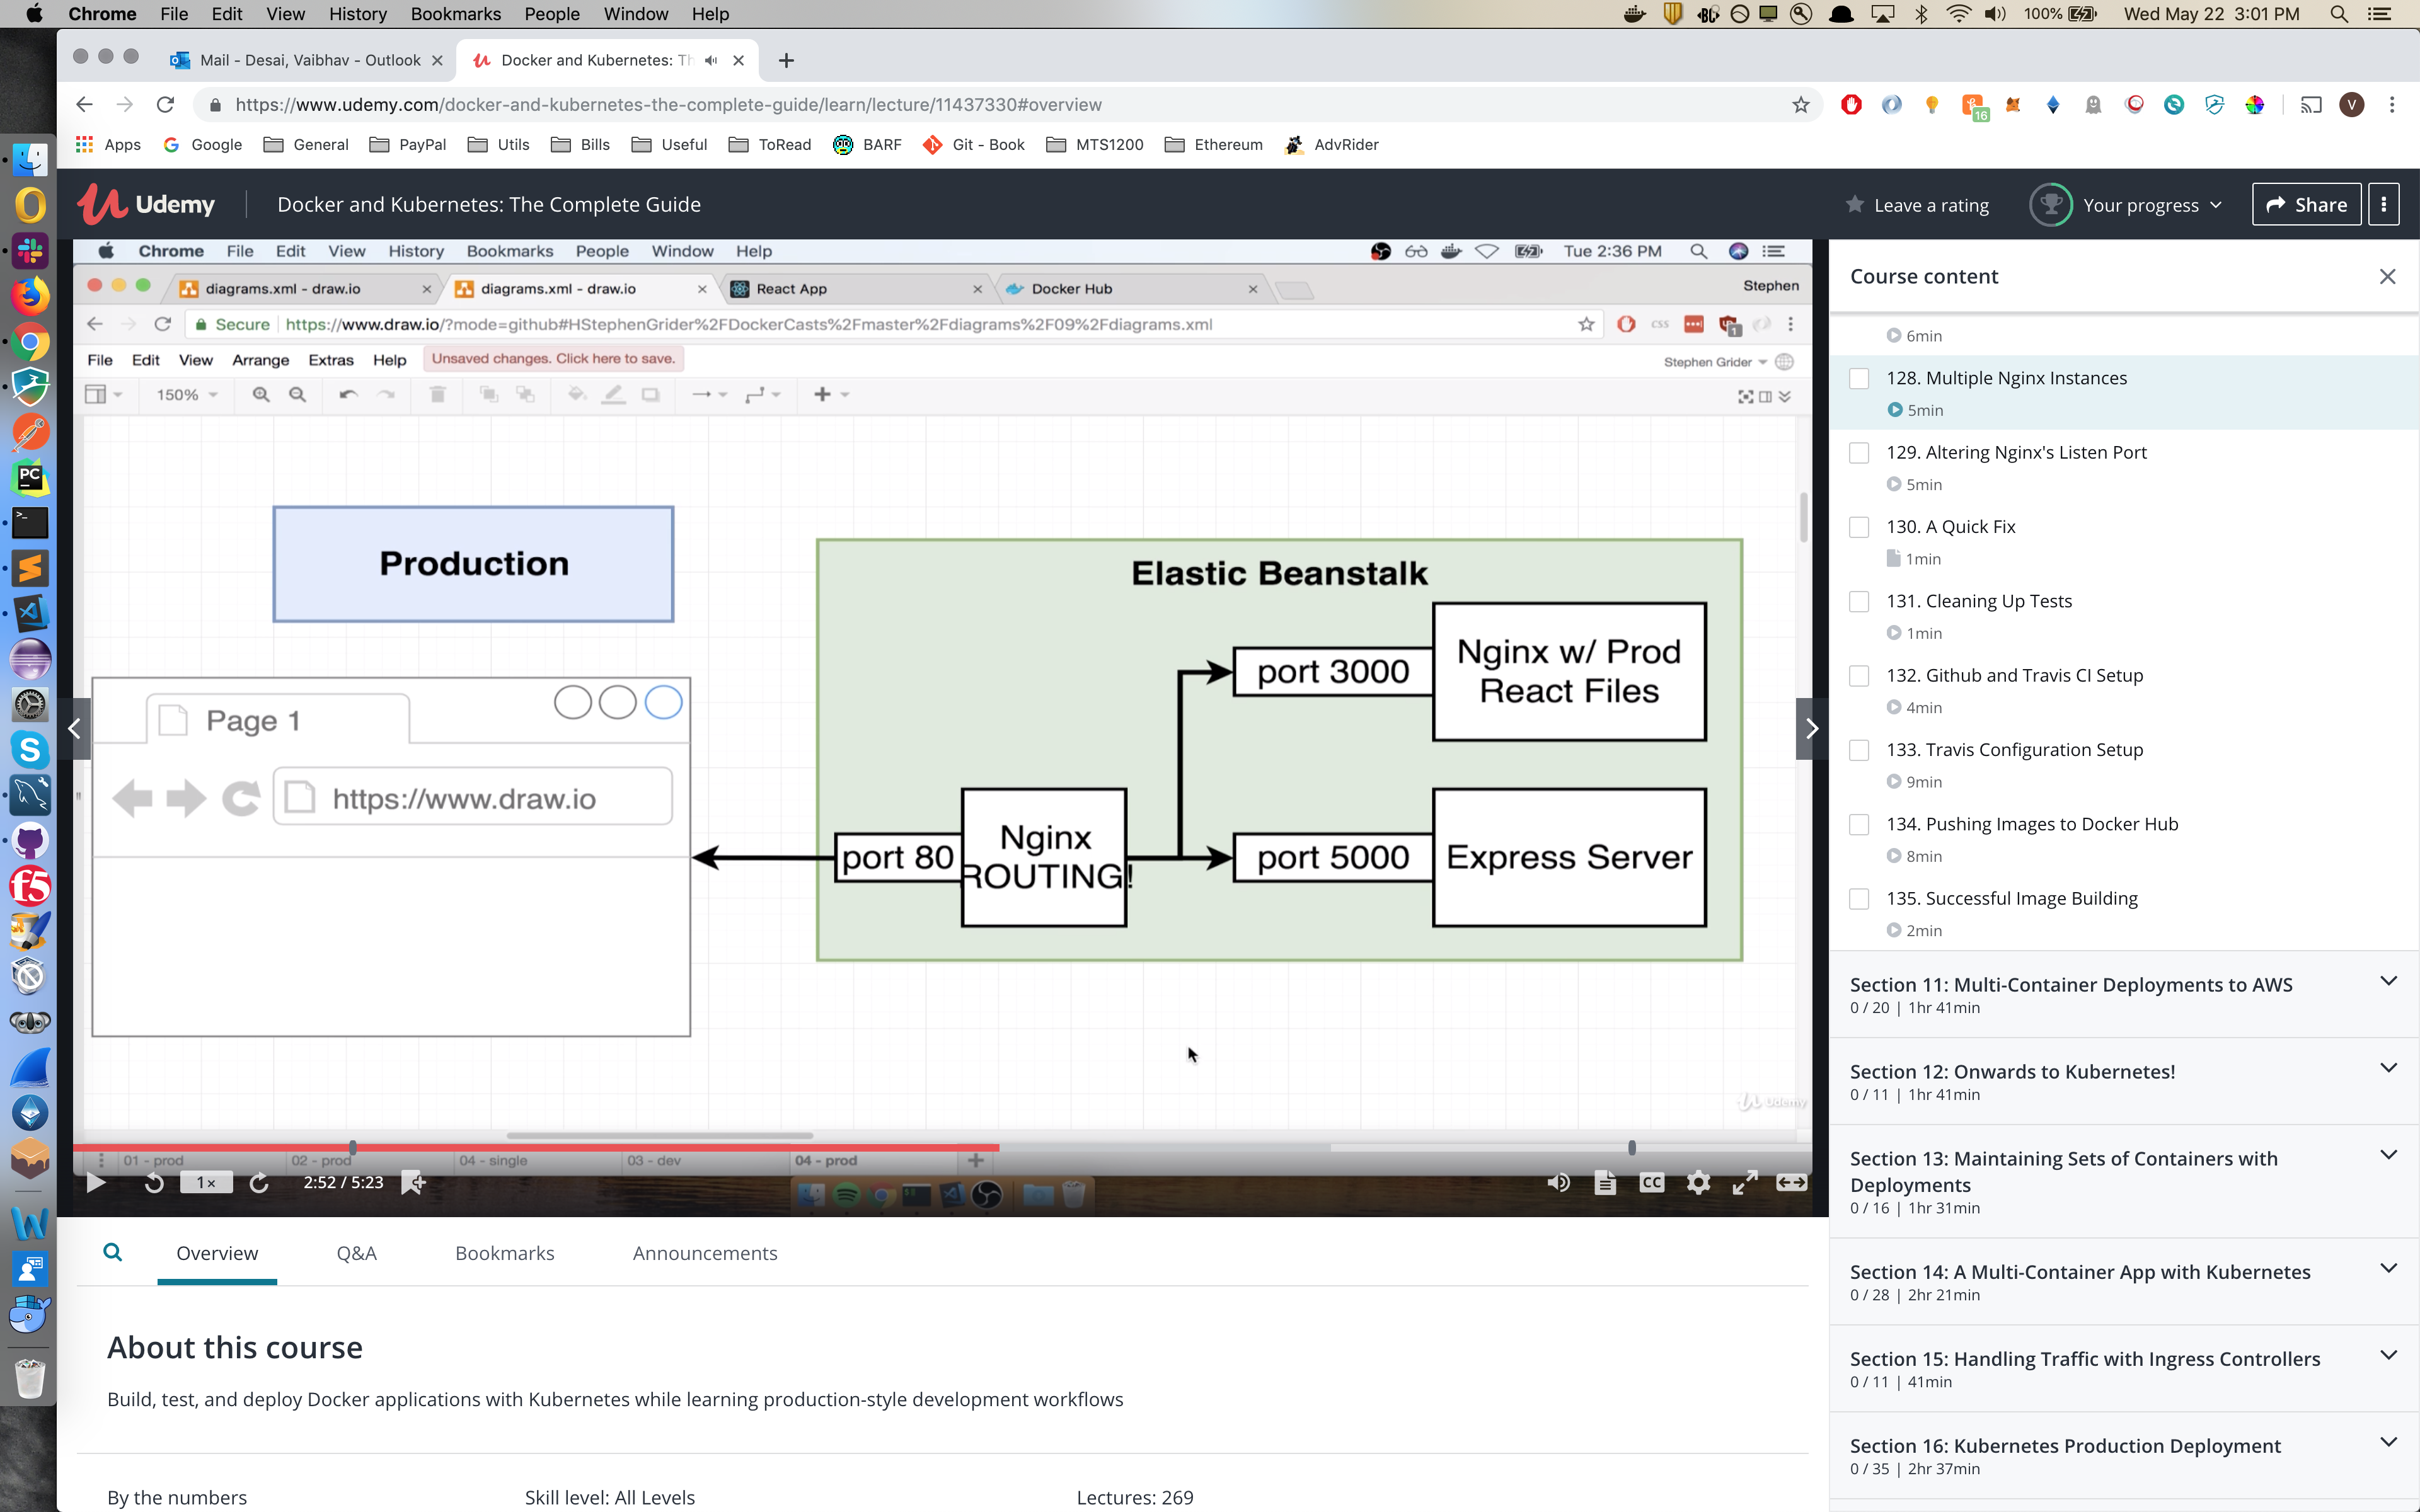 Chrome File Edit View History Bookmarks People Window Help 100% Wed May 22 3:01 PM
Mail - Desai, Vaibhav - Outlook Docker and Kubernetes: Th
https://www.udemy.com/docker-and-kubernetes-the-complete-guide/learn/lecture/11437330#overview 16 V
Apps Google General PayPal Utils Bills Useful ToRead BARF Git - Book MTS1200 Ethereum AdvRider
Udemy Docker and Kubernetes: The Complete Guide Leave a rating Your progress Share
Chrome File Edit View History Bookmarks People Window Help Tue 2:36 PM
diagrams.xml - draw.io diagrams.xml - draw.io React App Docker Hub Stephen
Secure https://www.draw.io/?mode=github#HStephenGrider%2FDockerCasts%2Fmaster%2Fdiagrams%2F09%2Fdiagrams.xml css 1
File Edit View Arrange Extras Help Unsaved changes. Click here to save. Stephen Grider
150%
Production
Elastic Beanstalk
port 3000
Nginx w/ Prod
React Files
Page 1
https://www.draw.io
port 80
Nginx
ROUTING!
port 5000
Express Server
Udemy
01 - prod 02 - prod 04 - single 03 - dev 04 - prod
1x 2:52 / 5:23 CC
Course content
6min
128. Multiple Nginx Instances
5min
129. Altering Nginx's Listen Port
5min
130. A Quick Fix
1min
131. Cleaning Up Tests
1min
132. Github and Travis CI Setup
4min
133. Travis Configuration Setup
9min
134. Pushing Images to Docker Hub
8min
135. Successful Image Building
2min
Section 11: Multi-Container Deployments to AWS
0 / 20 | 1hr 41min
Section 12: Onwards to Kubernetes!
0 / 11 | 1hr 41min
Section 13: Maintaining Sets of Containers with
Deployments
0 / 16 | 1hr 31min
Section 14: A Multi-Container App with Kubernetes
0 / 28 | 2hr 21min
Section 15: Handling Traffic with Ingress Controllers
0 / 11 | 41min
Section 16: Kubernetes Production Deployment
0 / 35 | 2hr 37min
Overview Q&A Bookmarks Announcements
About this course
Build, test, and deploy Docker applications with Kubernetes while learning production-style development workflows
By the numbers Skill level: All Levels Lectures: 269
PC
f5